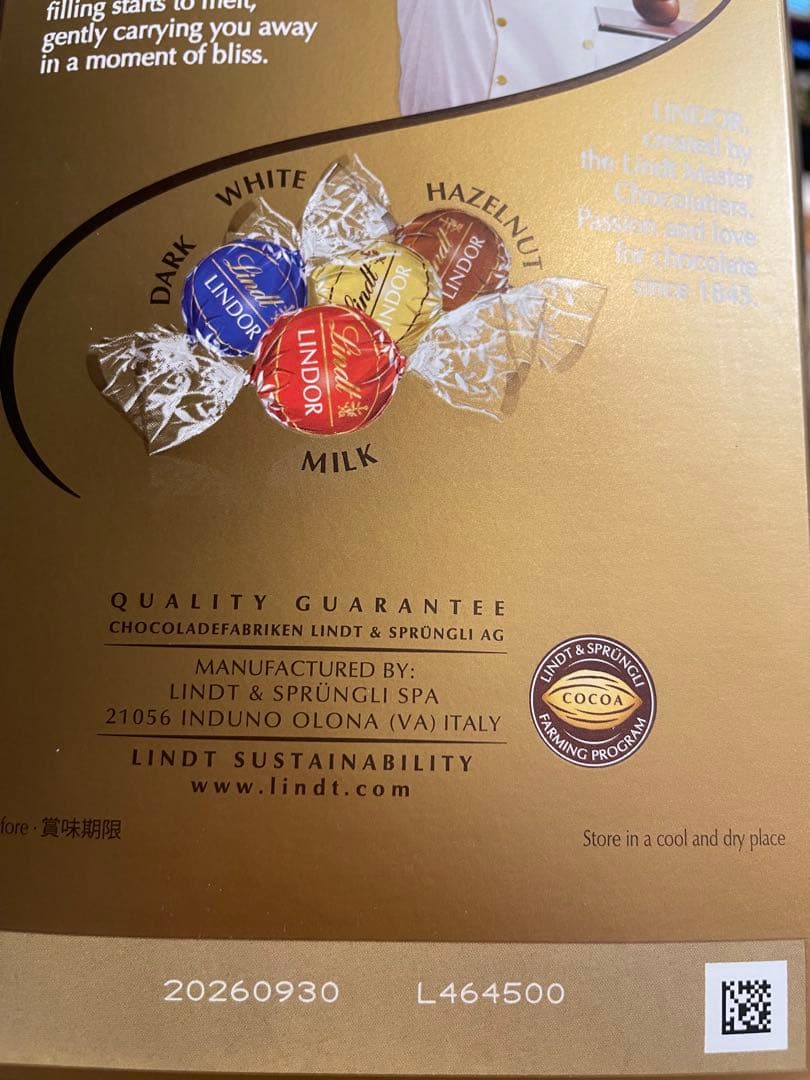 filling starts to melt,
gently carrying you away
in a moment of bliss.
LINDOR,
created by
the Lindt Master
Chocolatiers.
Passion and love
for chocolate
since 1845.
DARK
WHITE
HAZELNUT
Lindt
LINDOR
Lindt
LINDOR
LINDOR
Lindt
LINDOR
MILK
QUALITY GUARANTEE
CHOCOLADEFABRIKEN LINDT & SPRÜNGLI AG
MANUFACTURED BY:
LINDT & SPRÜNGLI SPA
21056 INDUNO OLONA (VA) ITALY
LINDT SUSTAINABILITY
www.lindt.com
LINDT & SPRÜNGLI
COCOA
FARMING PROGRAM
fore · 賞味期限
Store in a cool and dry place
20260930 L464500